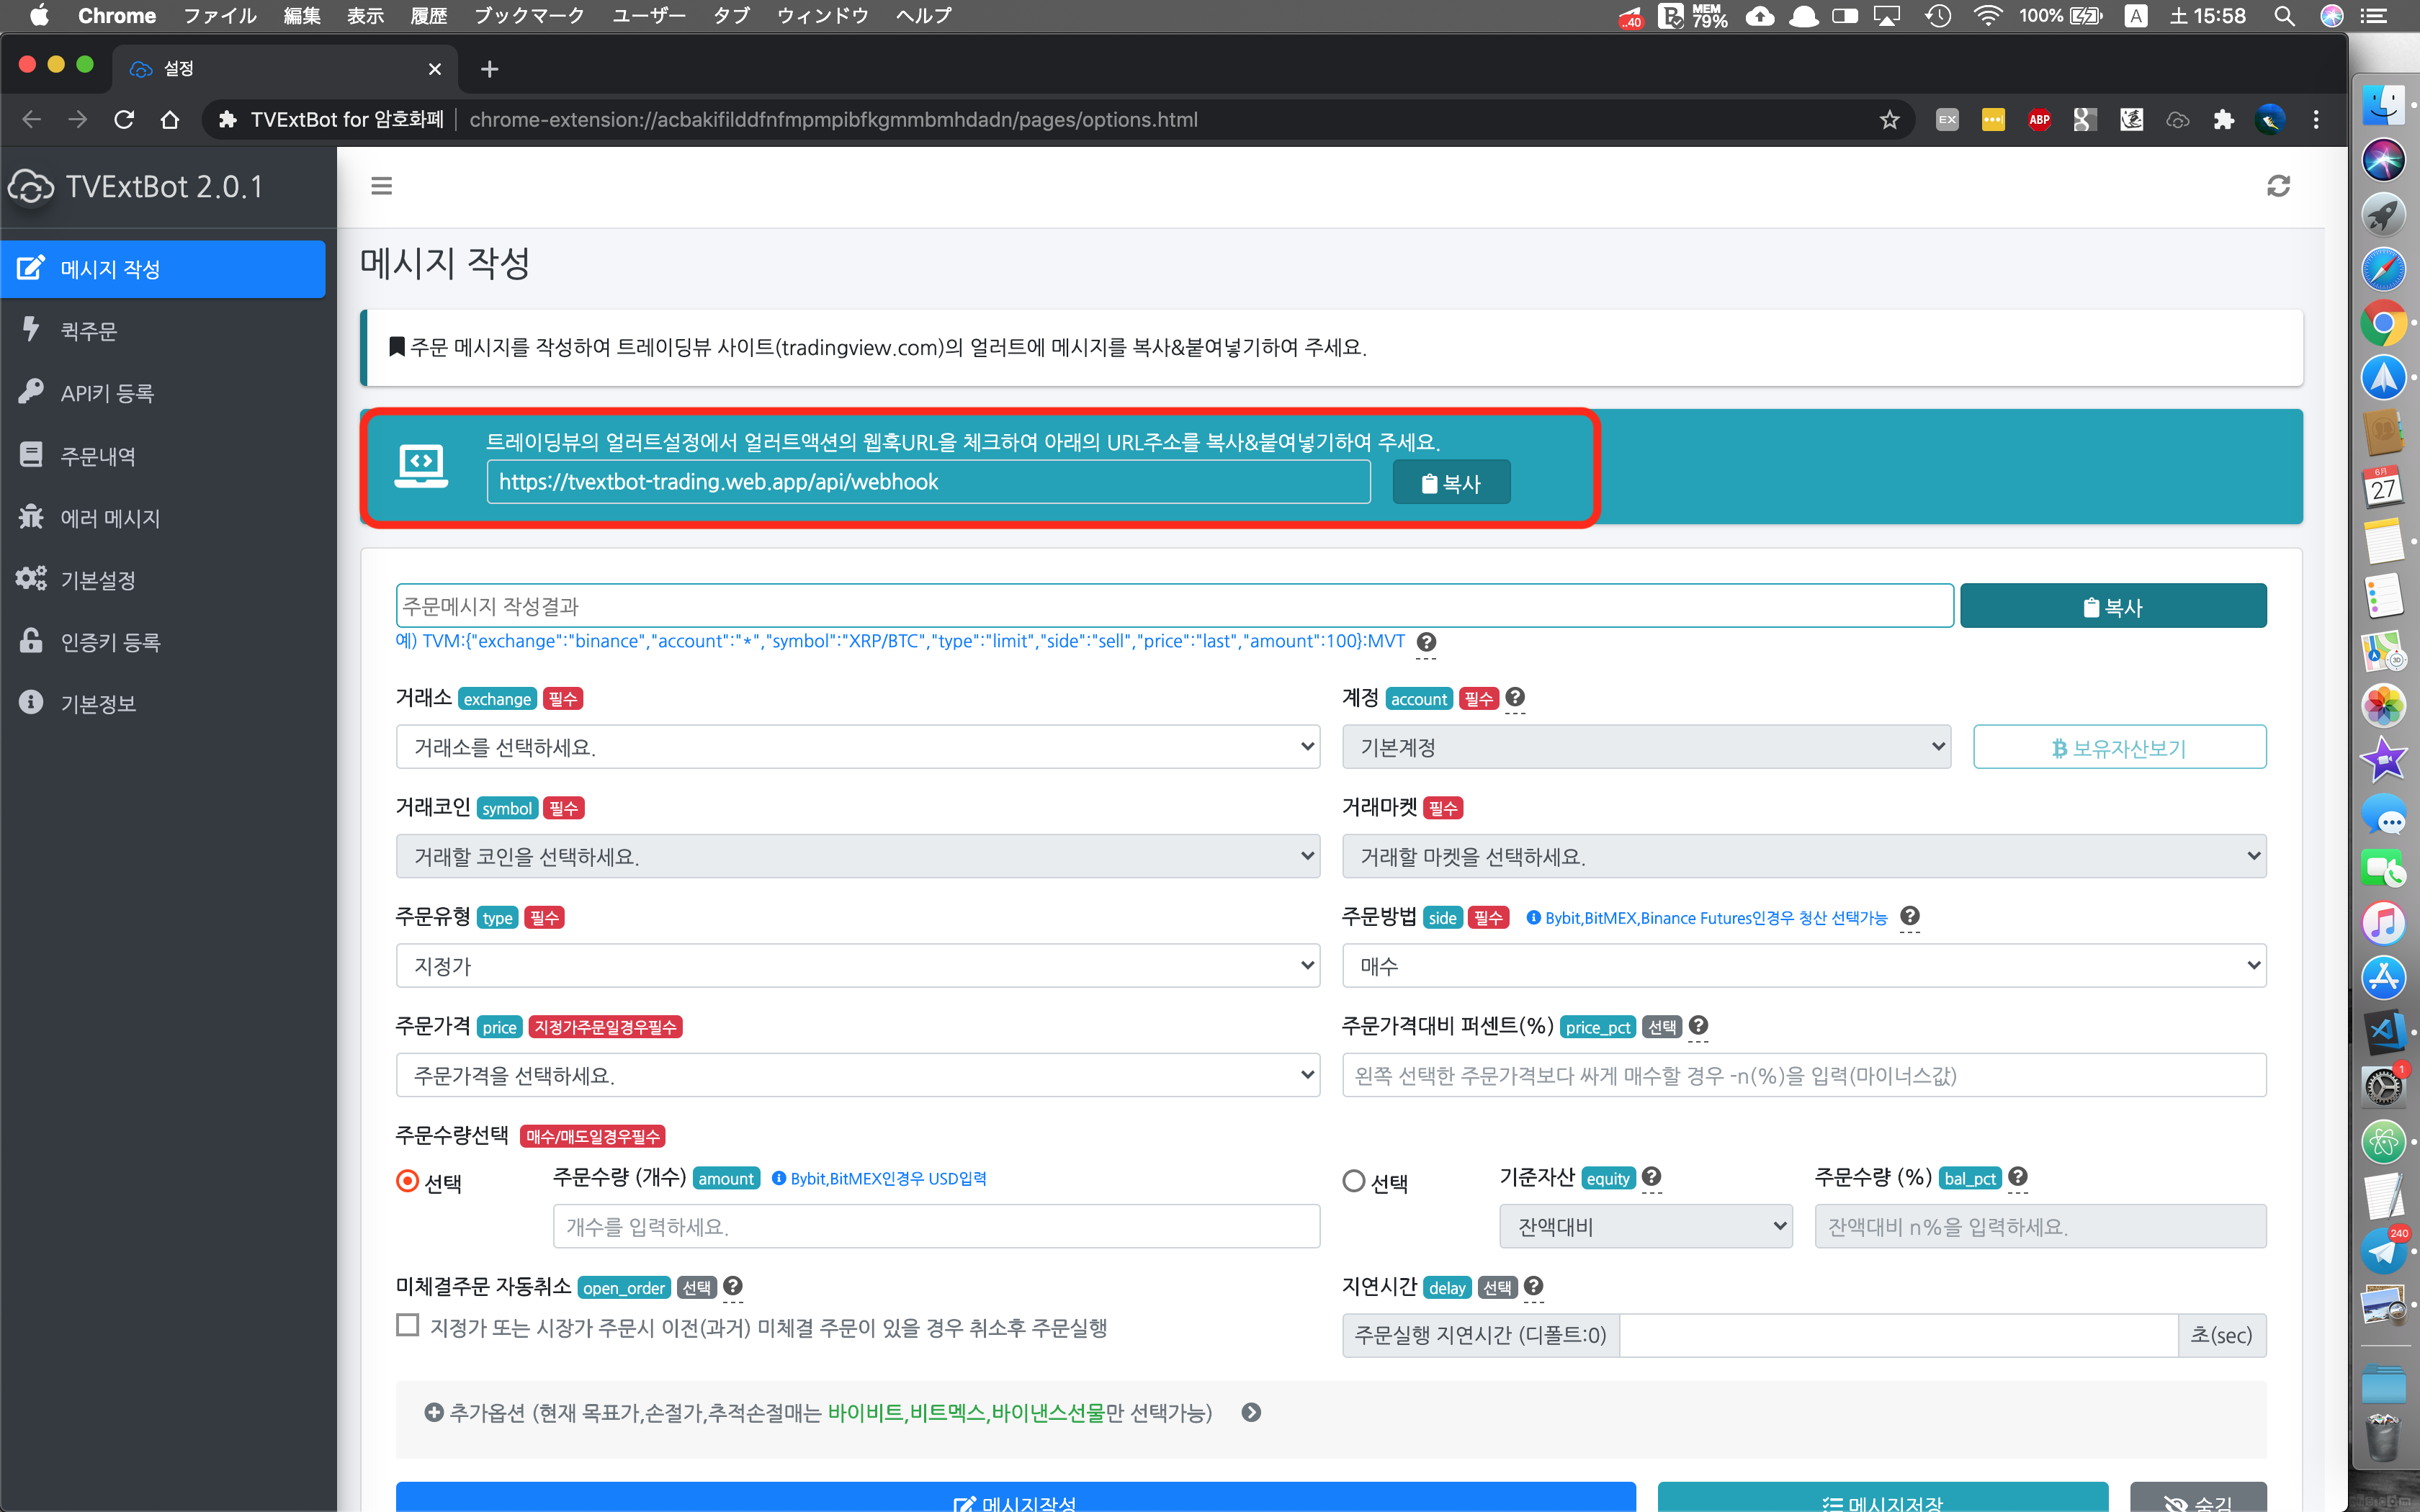 Chrome ファイル 編集 表示 履歴 ブックマーク ユーザー タブ ウィンドウ ヘルプ ..40 MEM 79% 100% A 土 15:58
설정
TVExtBot for 암호화폐 chrome-extension://acbakifilddfnfmpmpibfkgmmbmhdadn/pages/options.html EX ABP
TVExtBot 2.0.1
메시지 작성
퀵주문
API키 등록
주문내역
에러 메시지
기본설정
인증키 등록
기본정보
메시지 작성
주문 메시지를 작성하여 트레이딩뷰 사이트(tradingview.com)의 얼러트에 메시지를 복사&붙여넣기하여 주세요.
트레이딩뷰의 얼러트설정에서 얼러트액션의 웹훅URL을 체크하여 아래의 URL주소를 복사&붙여넣기하여 주세요.
https://tvextbot-trading.web.app/api/webhook 복사
주문메시지 작성결과 복사
예) TVM:{"exchange":"binance","account":"*","symbol":"XRP/BTC","type":"limit","side":"sell","price":"last","amount":100}:MVT
거래소 exchange 필수 계정 account 필수
거래소를 선택하세요. 기본계정 보유자산보기
거래코인 symbol 필수 거래마켓 필수
거래할 코인을 선택하세요. 거래할 마켓을 선택하세요.
주문유형 type 필수 주문방법 side 필수 Bybit,BitMEX,Binance Futures인경우 청산 선택가능
지정가 매수
주문가격 price 지정가주문일경우필수 주문가격대비 퍼센트(%) price_pct 선택
주문가격을 선택하세요. 왼쪽 선택한 주문가격보다 싸게 매수할 경우 -n(%)을 입력(마이너스값)
주문수량선택 매수/매도일경우필수
선택 주문수량 (개수) amount Bybit,BitMEX인경우 USD입력 선택 기준자산 equity 주문수량 (%) bal_pct
개수를 입력하세요. 잔액대비 잔액대비 n%을 입력하세요.
미체결주문 자동취소 open_order 선택 지연시간 delay 선택
지정가 또는 시장가 주문시 이전(과거) 미체결 주문이 있을 경우 취소후 주문실행 주문실행 지연시간 (디폴트:0) 초(sec)
추가옵션 (현재 목표가,손절가,추적손절매는 바이비트,비트멕스,바이낸스선물만 선택가능)
메시지작성 메시지저장 숨김
6月
27
3D
1
240